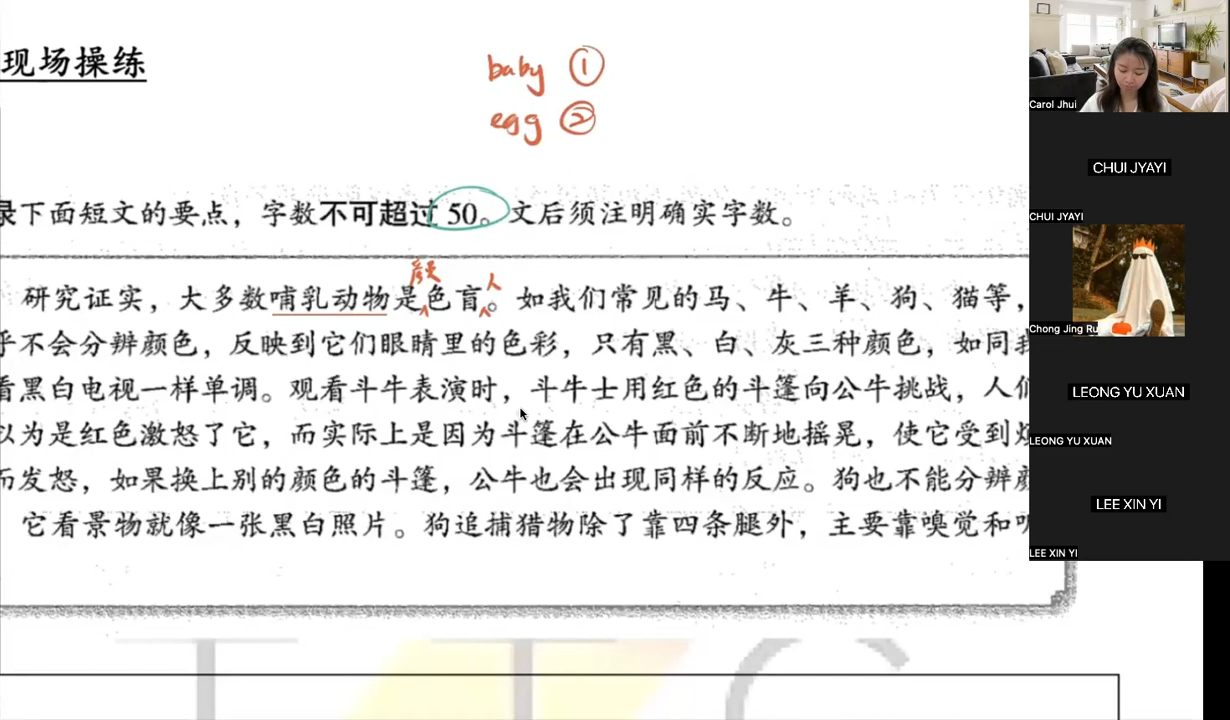 现场操练
baby ①
egg ②
录下面短文的要点，字数不可超过 50。文后须注明确实字数。
颜 人
研究证实，大多数哺乳动物是色盲。如我们常见的马、牛、羊、狗、猫等，
乎不会分辨颜色，反映到它们眼睛里的色彩，只有黑、白、灰三种颜色，如同我
看黑白电视一样单调。观看斗牛表演时，斗牛士用红色的斗篷向公牛挑战，人们
以为是红色激怒了它，而实际上是因为斗篷在公牛面前不断地摇晃，使它受到
而发怒，如果换上别的颜色的斗篷，公牛也会出现同样的反应。狗也不能分辨颜
它看景物就像一张黑白照片。狗追捕猎物除了靠四条腿外，主要靠嗅觉和
Carol Jhui
CHUI JYAYI
CHUI JYAYI
Chong Jing Ru
LEONG YU XUAN
LEONG YU XUAN
LEE XIN YI
LEE XIN YI